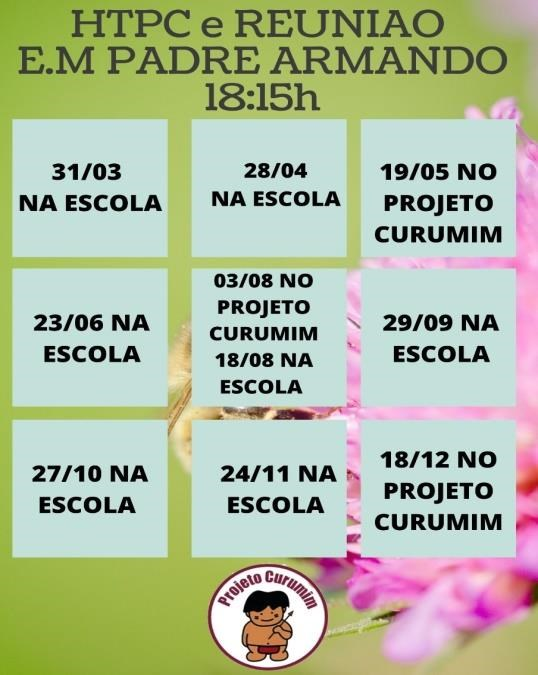 HTPC e REUNIAO
E.M PADRE ARMANDO
18:15h
31/03
NA ESCOLA
28/04
NA ESCOLA
19/05 NO
PROJETO
CURUMIM
23/06 NA
ESCOLA
03/08 NO
PROJETO
CURUMIM
18/08 NA
ESCOLA
29/09 NA
ESCOLA
27/10 NA
ESCOLA
24/11 NA
ESCOLA
18/12 NO
PROJETO
CURUMIM
Projeto Curumim